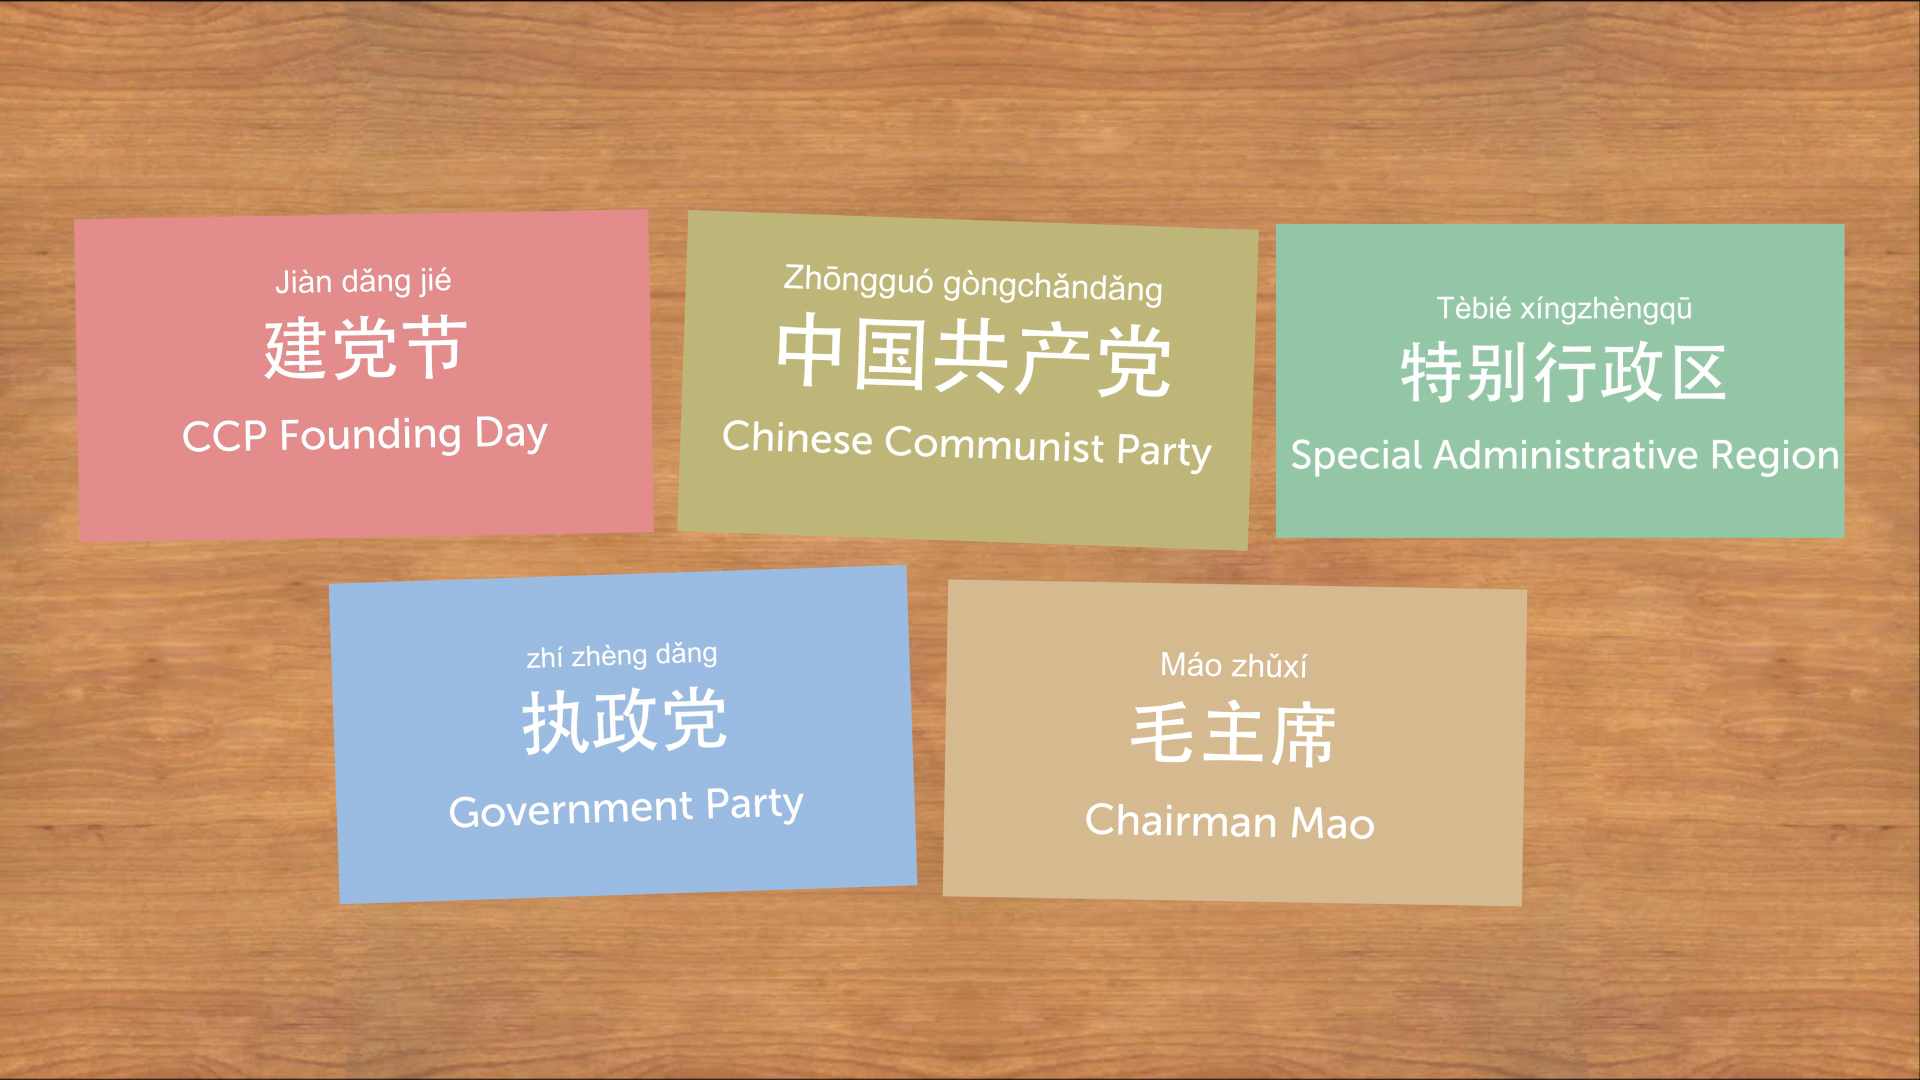 Jiàn dǎng jié
建党节
CCP Founding Day
Zhōngguó gòngchǎndǎng
中国共产党
Chinese Communist Party
Tèbié xíngzhèngqū
特别行政区
Special Administrative Region
zhí zhèng dǎng
执政党
Government Party
Máo zhǔxí
毛主席
Chairman Mao